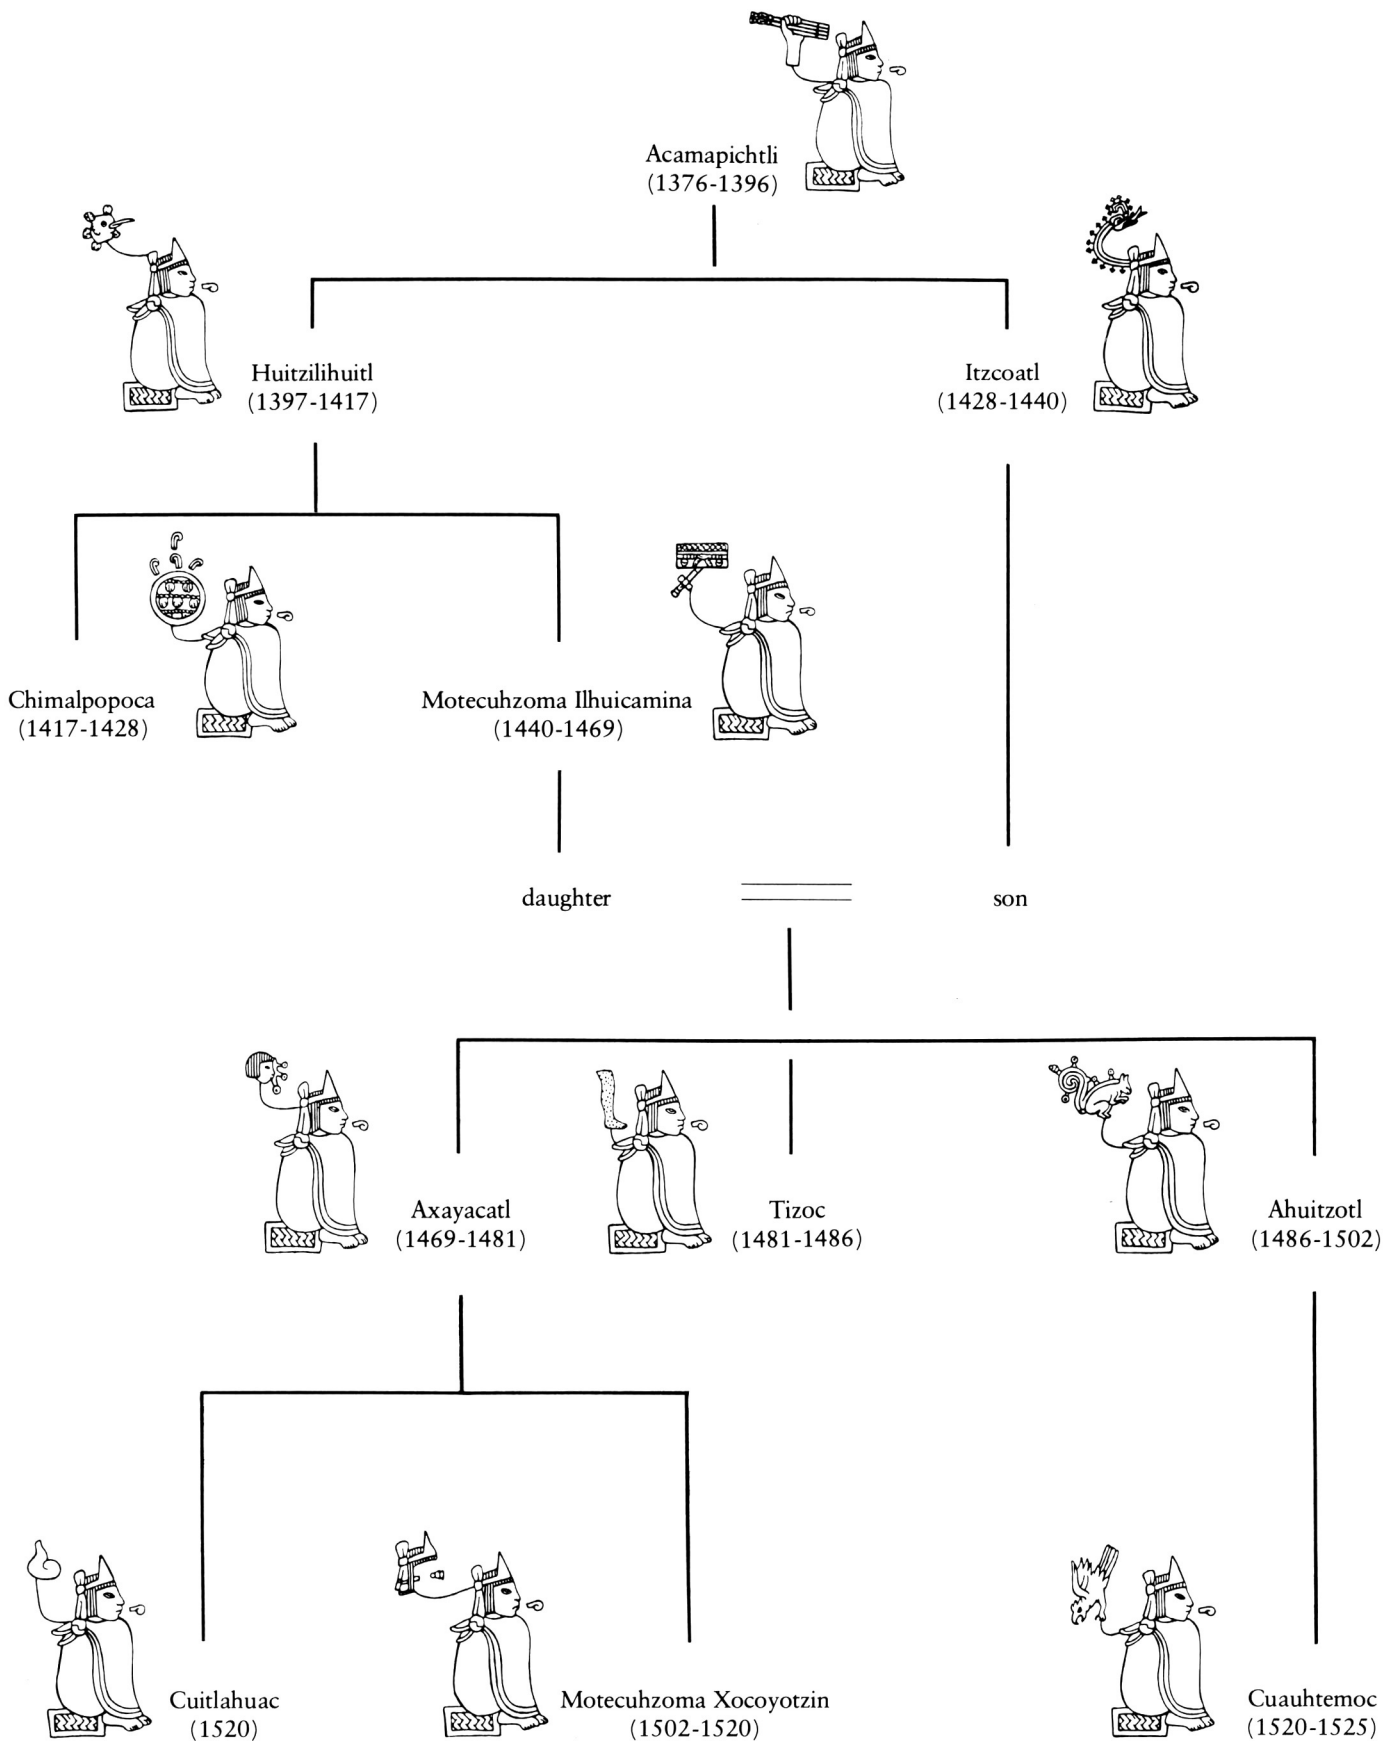 Acamapichtli
(1376-1396)
Huitzilihuitl
(1397-1417)
Itzcoatl
(1428-1440)
Chimalpopoca
(1417-1428)
Motecuhzoma Ilhuicamina
(1440-1469)
daughter
son
Axayacatl
(1469-1481)
Tizoc
(1481-1486)
Ahuitzotl
(1486-1502)
Cuitlahuac
(1520)
Motecuhzoma Xocoyotzin
(1502-1520)
Cuauhtemoc
(1520-1525)